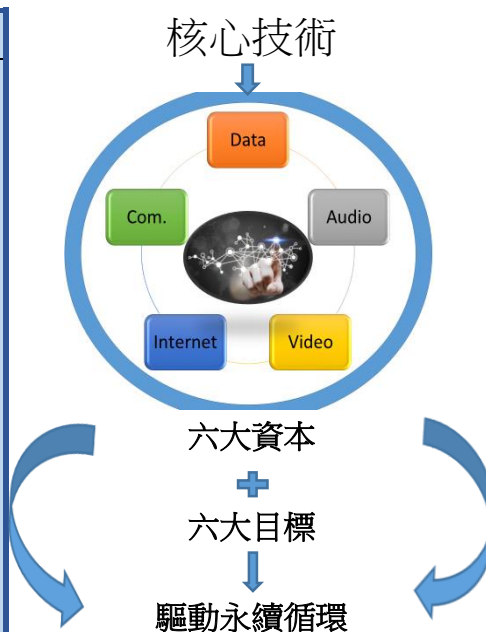 核心技術
Data
Com.
Audio
Internet
Video
六大資本
六大目標
驅動永續循環